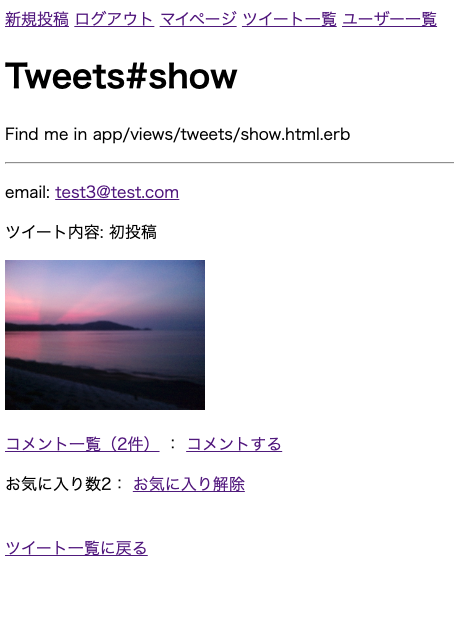 新規投稿 ログアウト マイページ ツイート一覧 ユーザー一覧
Tweets#show
Find me in app/views/tweets/show.html.erb
email: test3@test.com
ツイート内容: 初投稿
コメント一覧（2件） ： コメントする
お気に入り数2： お気に入り解除
ツイート一覧に戻る